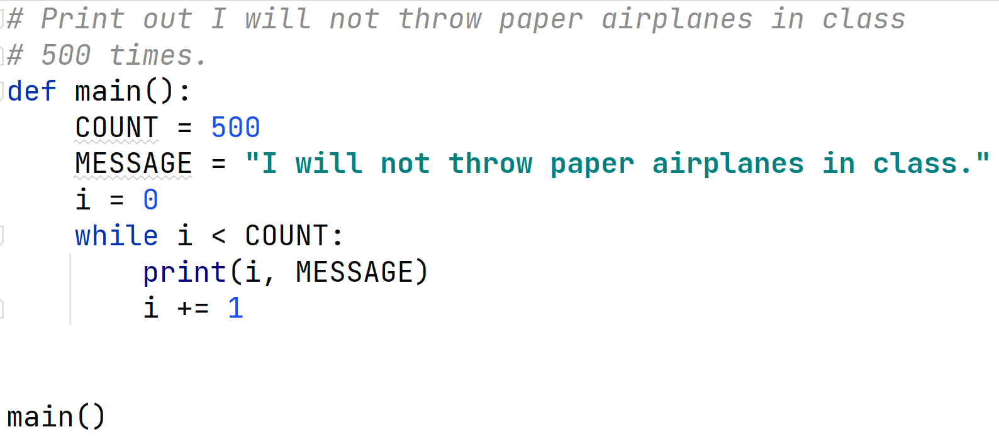 # Print out I will not throw paper airplanes in class
# 500 times.
def main():
    COUNT = 500
    MESSAGE = "I will not throw paper airplanes in class."
    i = 0
    while i < COUNT:
        print(i, MESSAGE)
        i += 1
main()